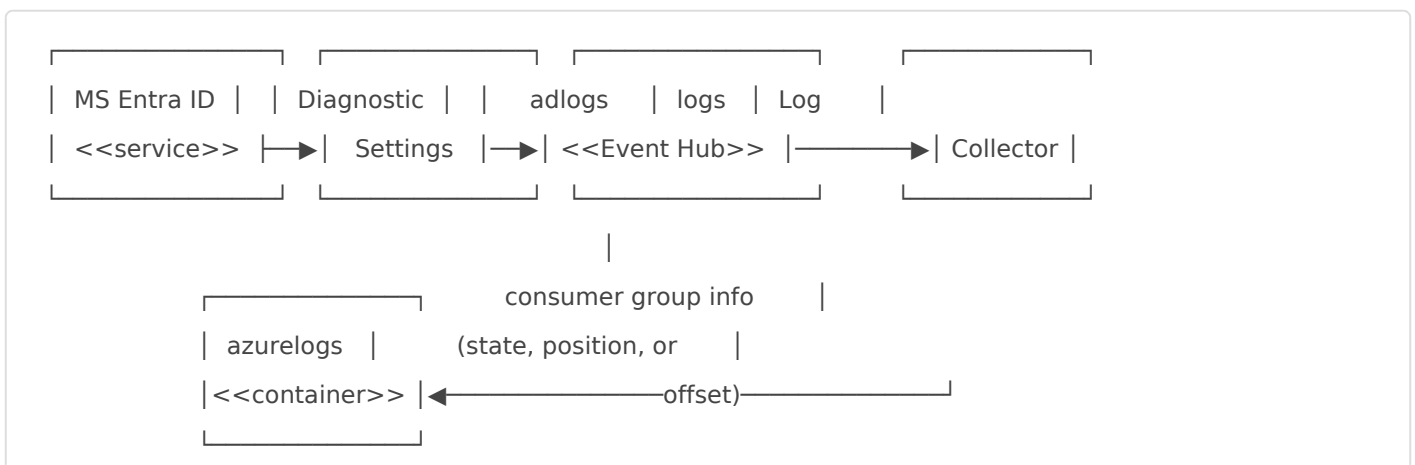 MS Entra ID Diagnostic adlogs logs Log
<<service>> Settings <<Event Hub>> Collector
consumer group info
azurelogs (state, position, or
<<container>> offset)